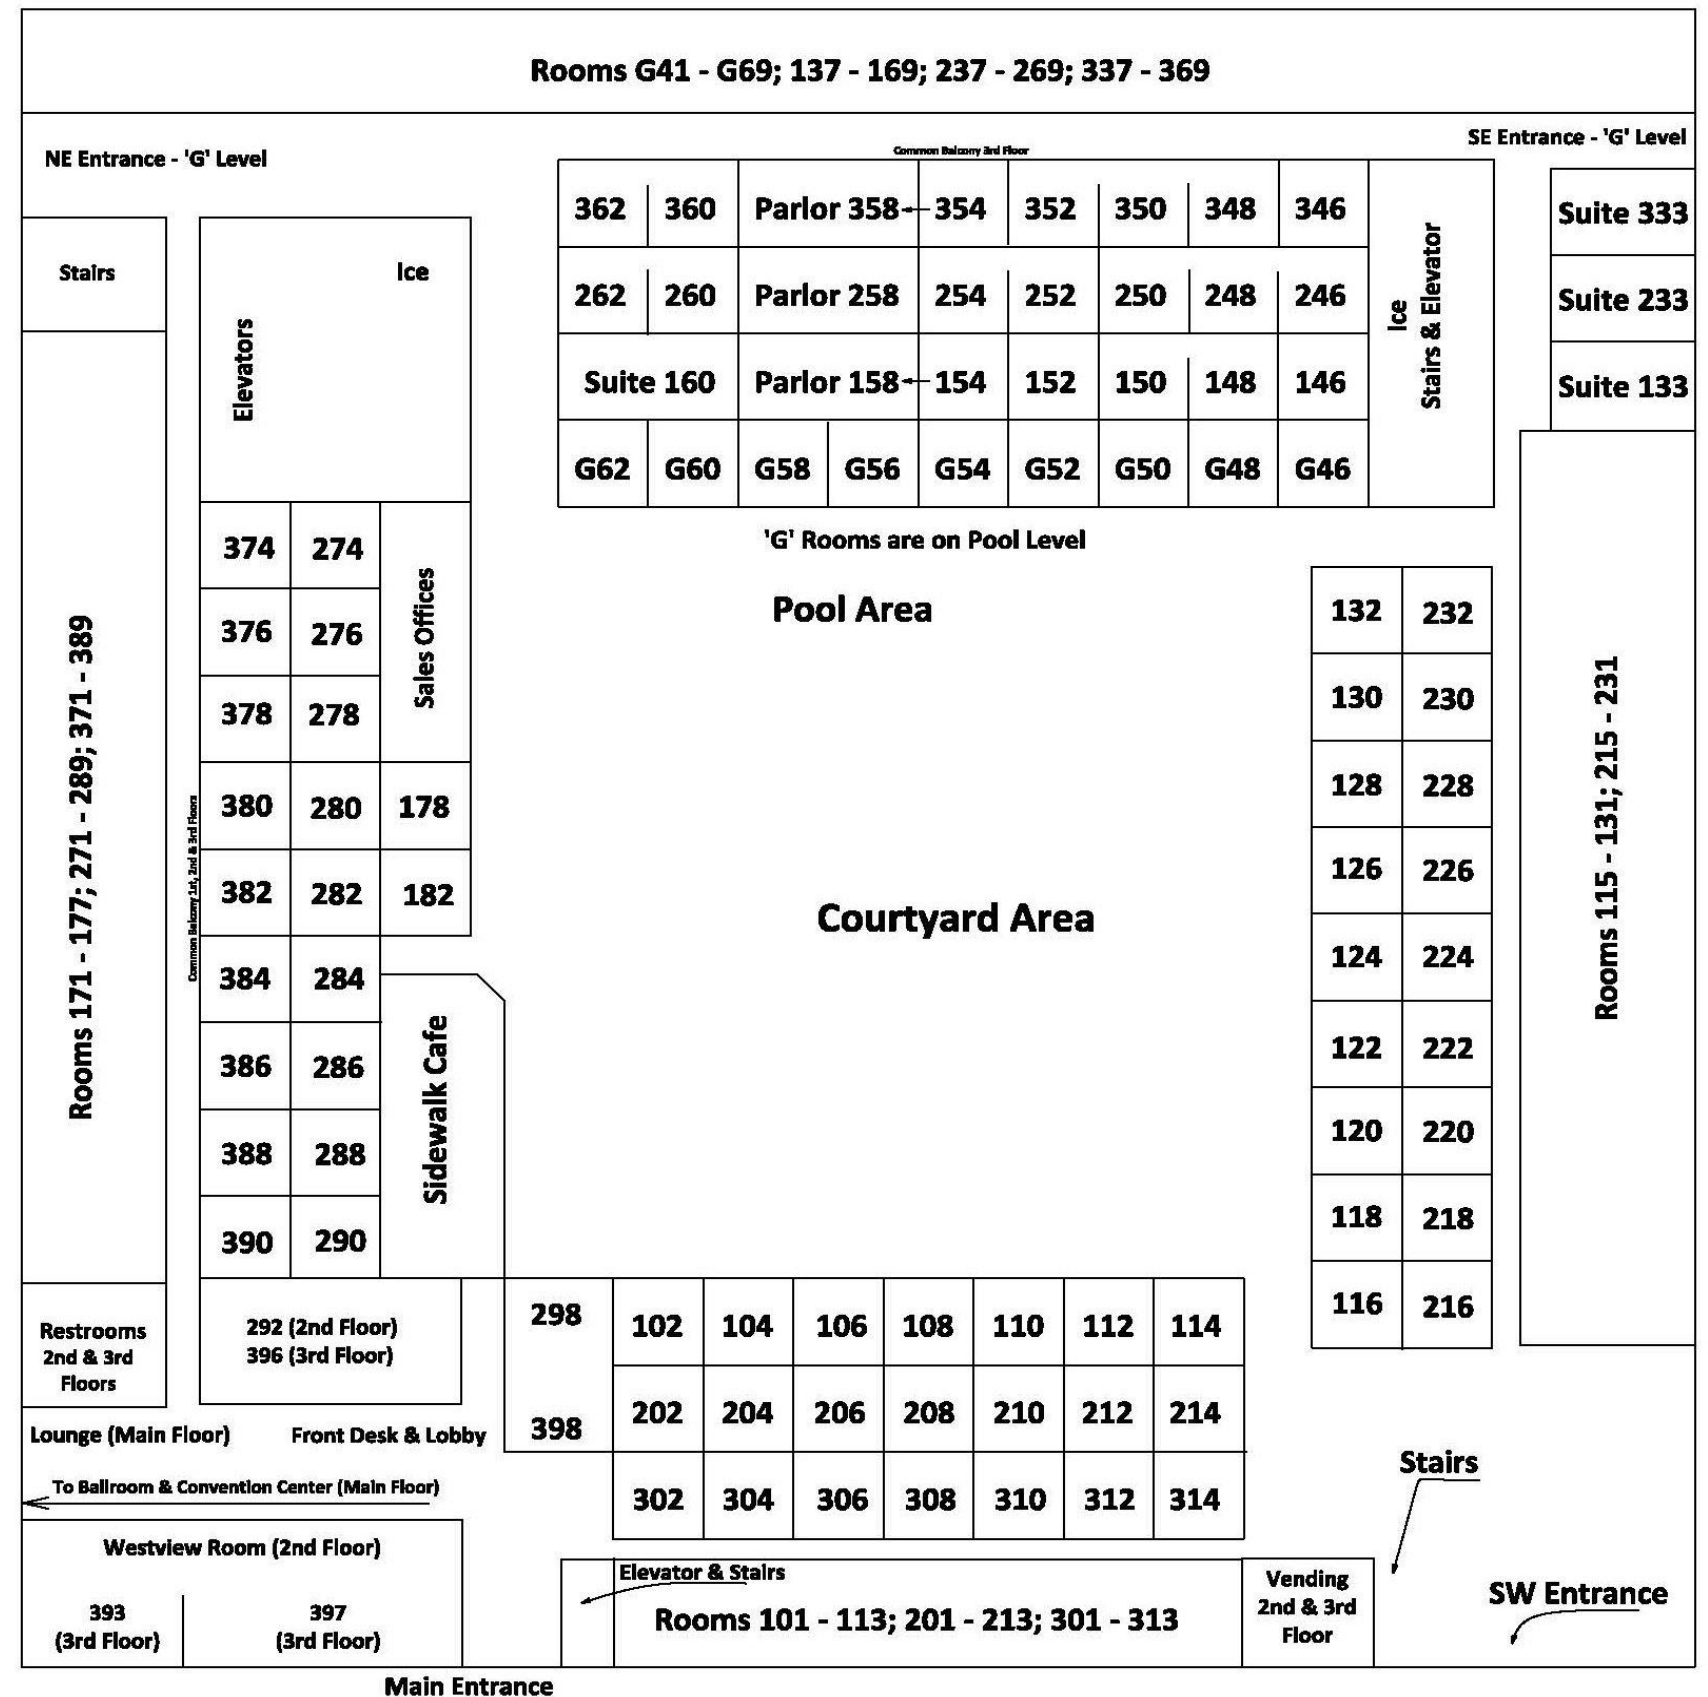 Rooms G41 - G69; 137 - 169; 237 - 269; 337 - 369
NE Entrance - 'G' Level
SE Entrance - 'G' Level
Common Balcony 3rd Floor
362 360 Parlor 358 354 352 350 348 346
262 260 Parlor 258 254 252 250 248 246
Suite 160 Parlor 158 154 152 150 148 146
G62 G60 G58 G56 G54 G52 G50 G48 G46
Ice
Stairs & Elevator
Suite 333
Suite 233
Suite 133
'G' Rooms are on Pool Level
Pool Area
Courtyard Area
Stairs
Elevators
Ice
Rooms 171 - 177; 271 - 289; 371 - 389
Common Balcony 1st, 2nd & 3rd Floors
374 274
376 276
378 278
Sales Offices
380 280 178
382 282 182
384 284
386 286
388 288
390 290
Sidewalk Cafe
132 232
130 230
128 228
126 226
124 224
122 222
120 220
118 218
116 216
Rooms 115 - 131; 215 - 231
Restrooms
2nd & 3rd
Floors
292 (2nd Floor)
396 (3rd Floor)
298
398
102 104 106 108 110 112 114
202 204 206 208 210 212 214
302 304 306 308 310 312 314
Lounge (Main Floor)
Front Desk & Lobby
To Ballroom & Convention Center (Main Floor)
Westview Room (2nd Floor)
393
(3rd Floor)
397
(3rd Floor)
Elevator & Stairs
Rooms 101 - 113; 201 - 213; 301 - 313
Vending
2nd & 3rd
Floor
Stairs
SW Entrance
Main Entrance